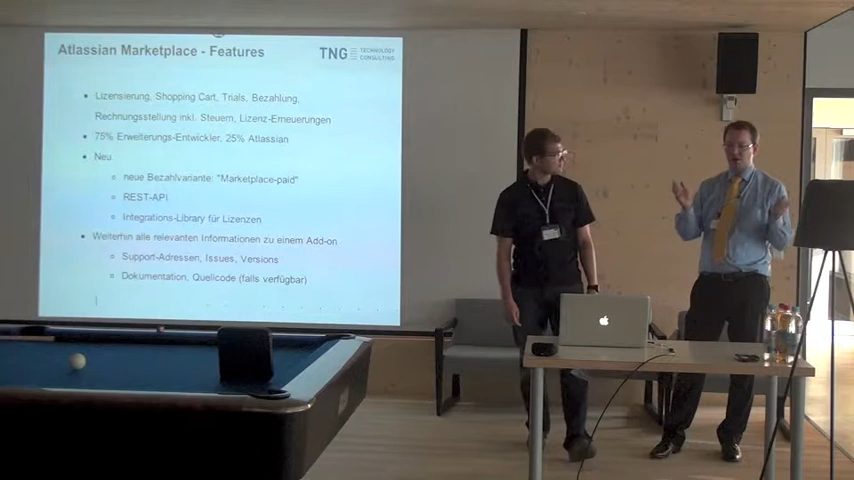 Atlassian Marketplace - Features
TNG TECHNOLOGY
CONSULTING
Lizensierung, Shopping Cart, Trials, Bezahlung,
Rechnungsstellung inkl. Steuern, Lizenz-Erneuerungen
75% Erweiterungs-Entwickler, 25% Atlassian
Neu
neue Bezahlvariante: "Marketplace-paid"
REST-API
Integrations-Library für Lizenzen
Weiterhin alle relevanten Informationen zu einem Add-on
Support-Adressen, Issues, Versions
Dokumentation, Quellcode (falls verfügbar)